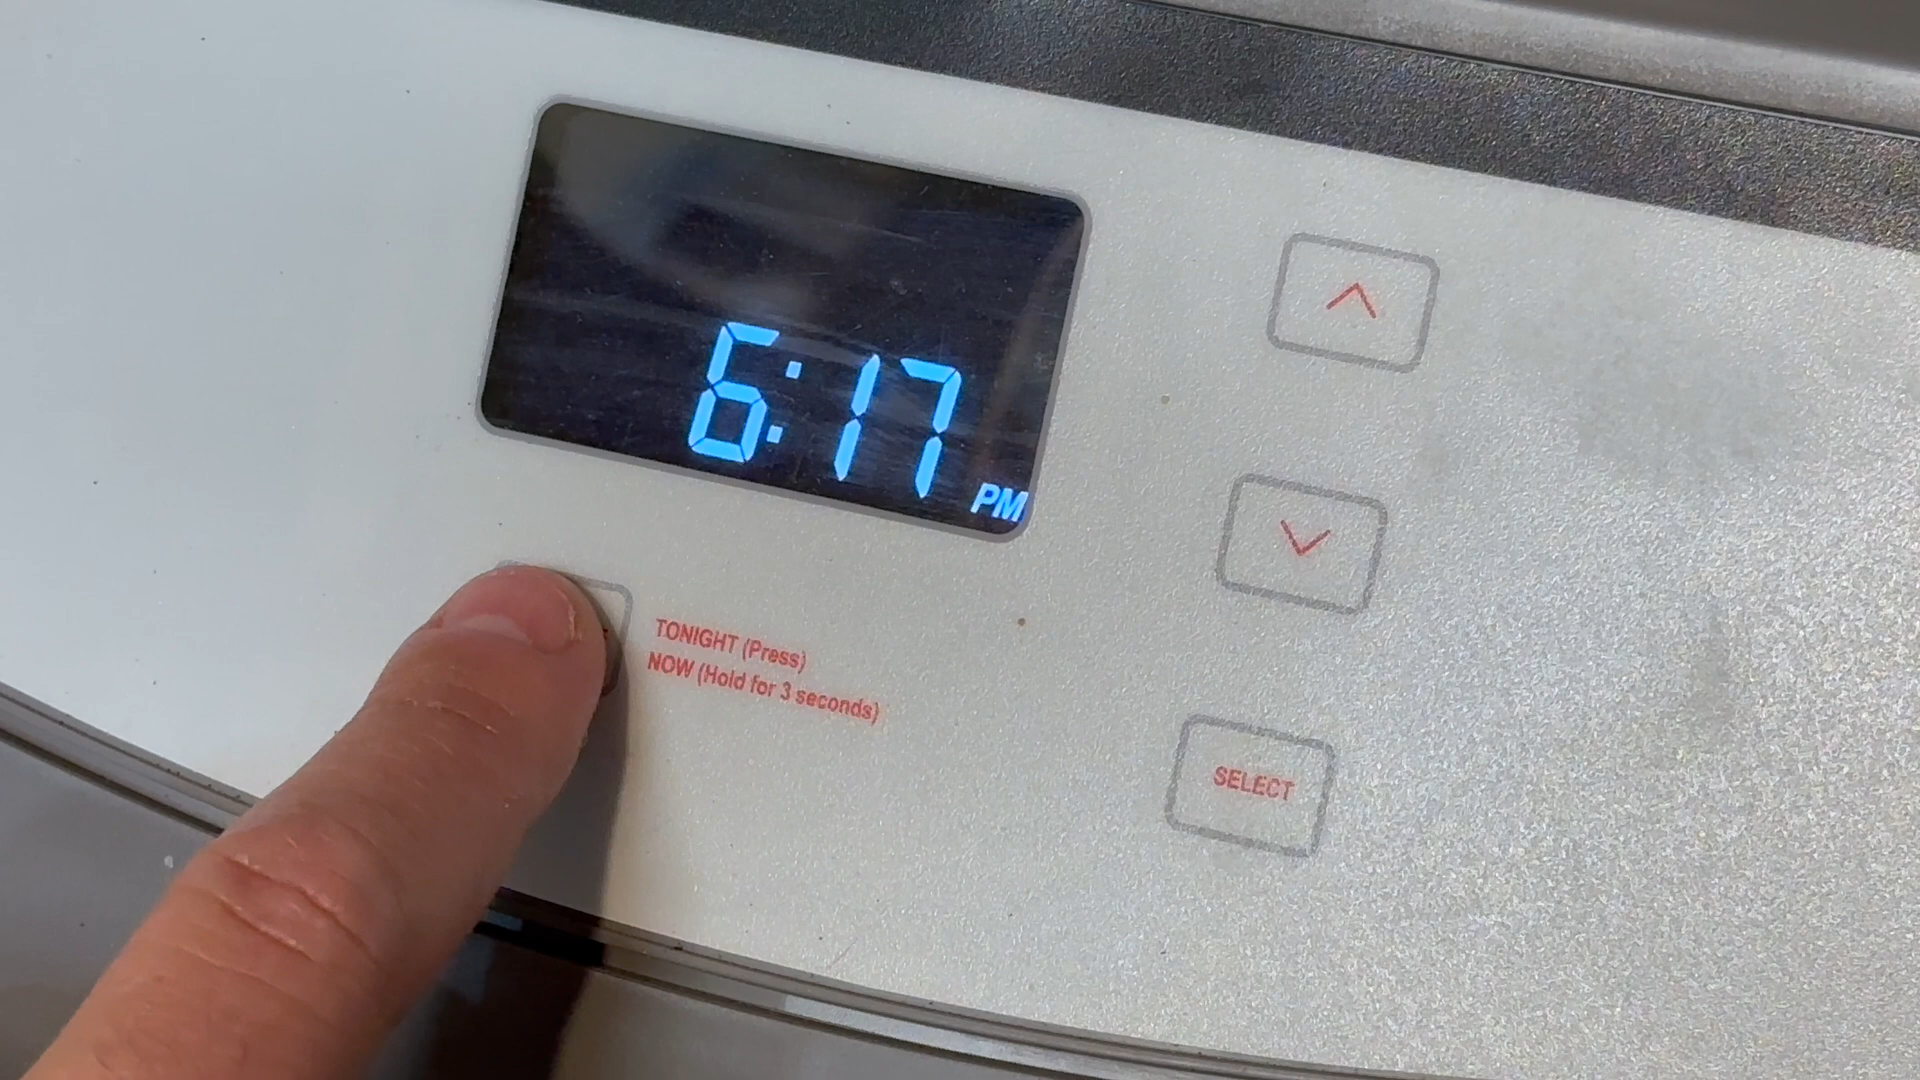 6:17
PM
TONIGHT (Press)
NOW (Hold for 3 seconds)
SELECT